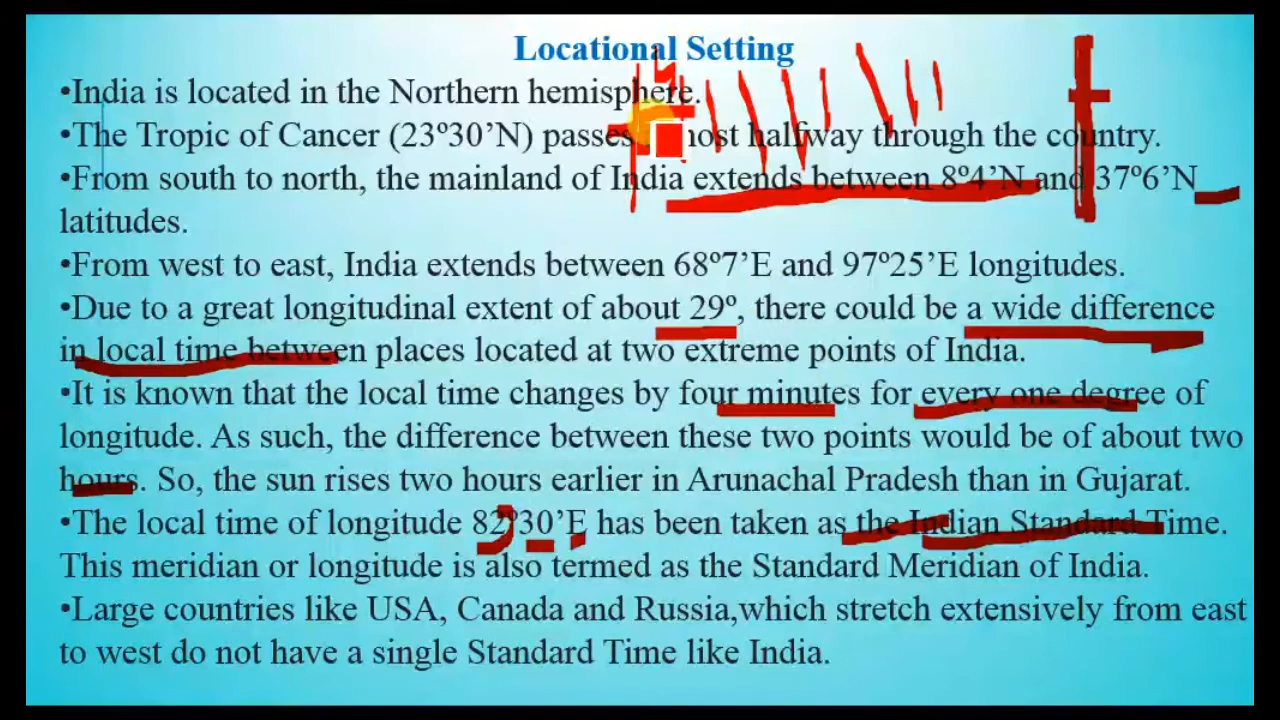 Locational Setting
•India is located in the Northern hemisphere.
•The Tropic of Cancer (23º30’N) passes halfway through the country.
•From south to north, the mainland of India extends between 8º4’N and 37º6’N
latitudes.
•From west to east, India extends between 68º7’E and 97º25’E longitudes.
•Due to a great longitudinal extent of about 29º, there could be a wide difference
in local time between places located at two extreme points of India.
•It is known that the local time changes by four minutes for every one degree of
longitude. As such, the difference between these two points would be of about two
hours. So, the sun rises two hours earlier in Arunachal Pradesh than in Gujarat.
•The local time of longitude 82º30’E has been taken as the Indian Standard Time.
This meridian or longitude is also termed as the Standard Meridian of India.
•Large countries like USA, Canada and Russia,which stretch extensively from east
to west do not have a single Standard Time like India.